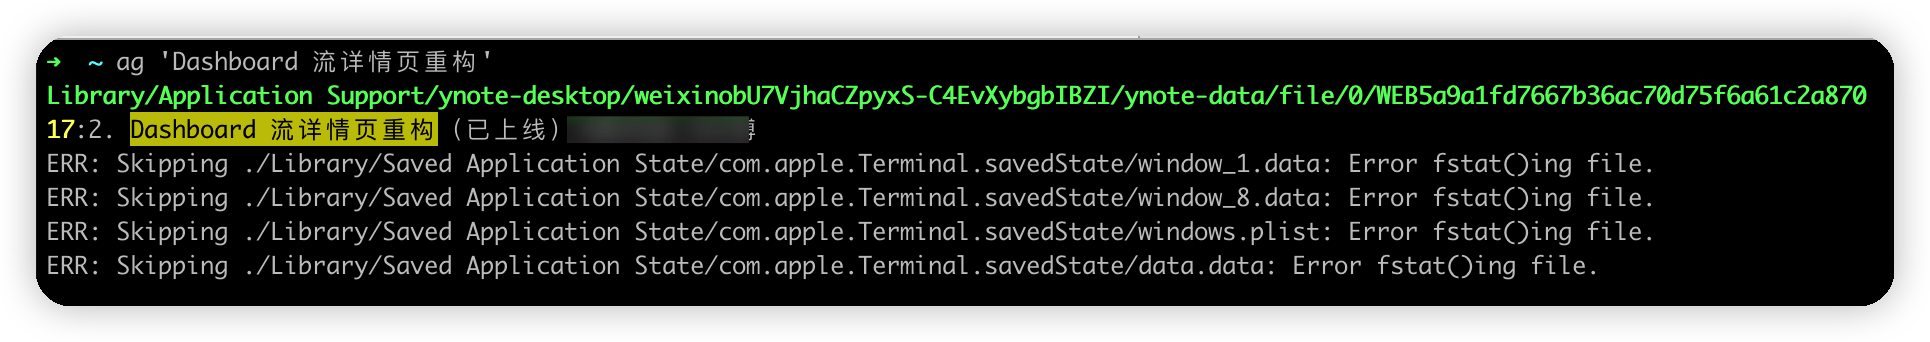 ➜  ~ ag 'Dashboard 流详情页重构'
Library/Application Support/ynote-desktop/weixinobU7VjhaCZpyxS-C4EvXybgbIBZI/ynote-data/file/0/WEB5a9a1fd7667b36ac70d75f6a61c2a870
17:2. Dashboard 流详情页重构 (已上线)
ERR: Skipping ./Library/Saved Application State/com.apple.Terminal.savedState/window_1.data: Error fstat()ing file.
ERR: Skipping ./Library/Saved Application State/com.apple.Terminal.savedState/window_8.data: Error fstat()ing file.
ERR: Skipping ./Library/Saved Application State/com.apple.Terminal.savedState/windows.plist: Error fstat()ing file.
ERR: Skipping ./Library/Saved Application State/com.apple.Terminal.savedState/data.data: Error fstat()ing file.